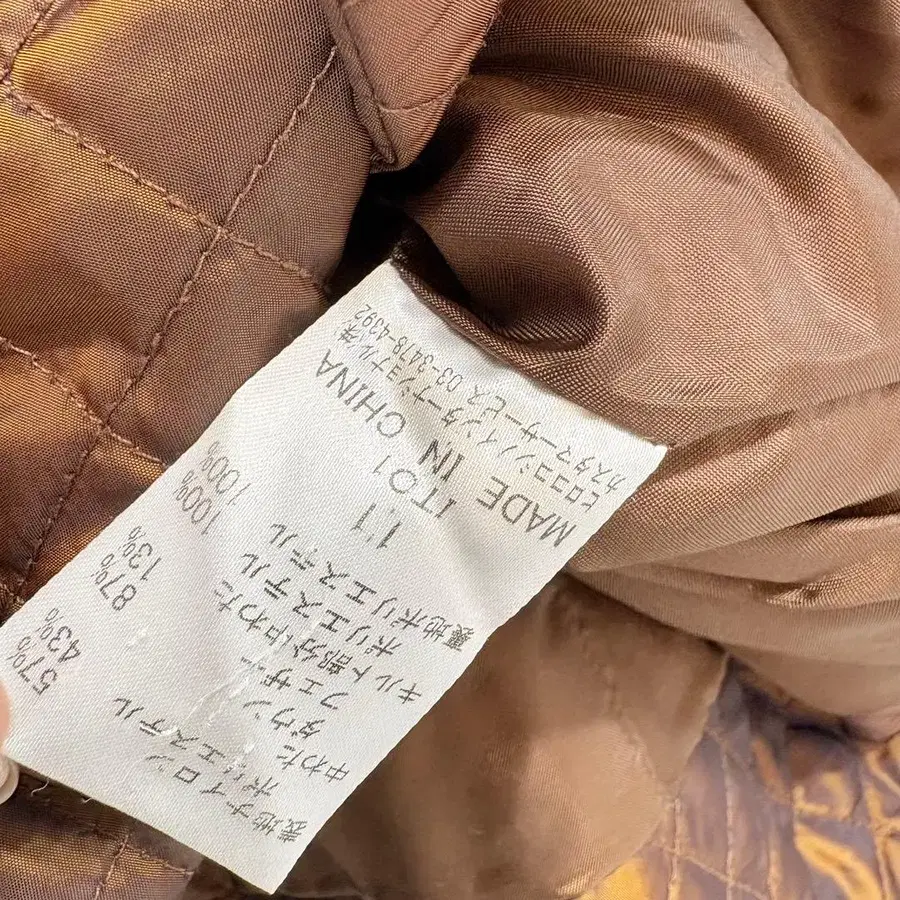 表地ナイロン 57%
ポリエステル 43%
中わた
ダウン 87%
フェザー 13%
キルト部分中わた
ポリエステル 100%
裏地ポリエステル 100%
ITO1
MADE IN CHINA
ヒロココシノインターナショナル㈱
カスタマーサービス 03-3478-4392